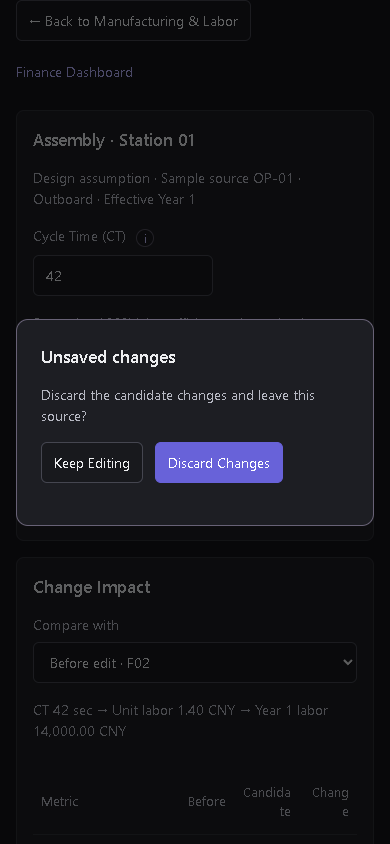 ← Back to Manufacturing & Labor
Finance Dashboard
Assembly · Station 01
Design assumption · Sample source OP-01 ·
Outboard · Effective Year 1
Cycle Time (CT) i
42
Unsaved changes
Discard the candidate changes and leave this
source?
Keep Editing
Discard Changes
Change Impact
Compare with
Before edit · F02
CT 42 sec → Unit labor 1.40 CNY → Year 1 labor
14,000.00 CNY
Metric Before Candida
te Chang
e